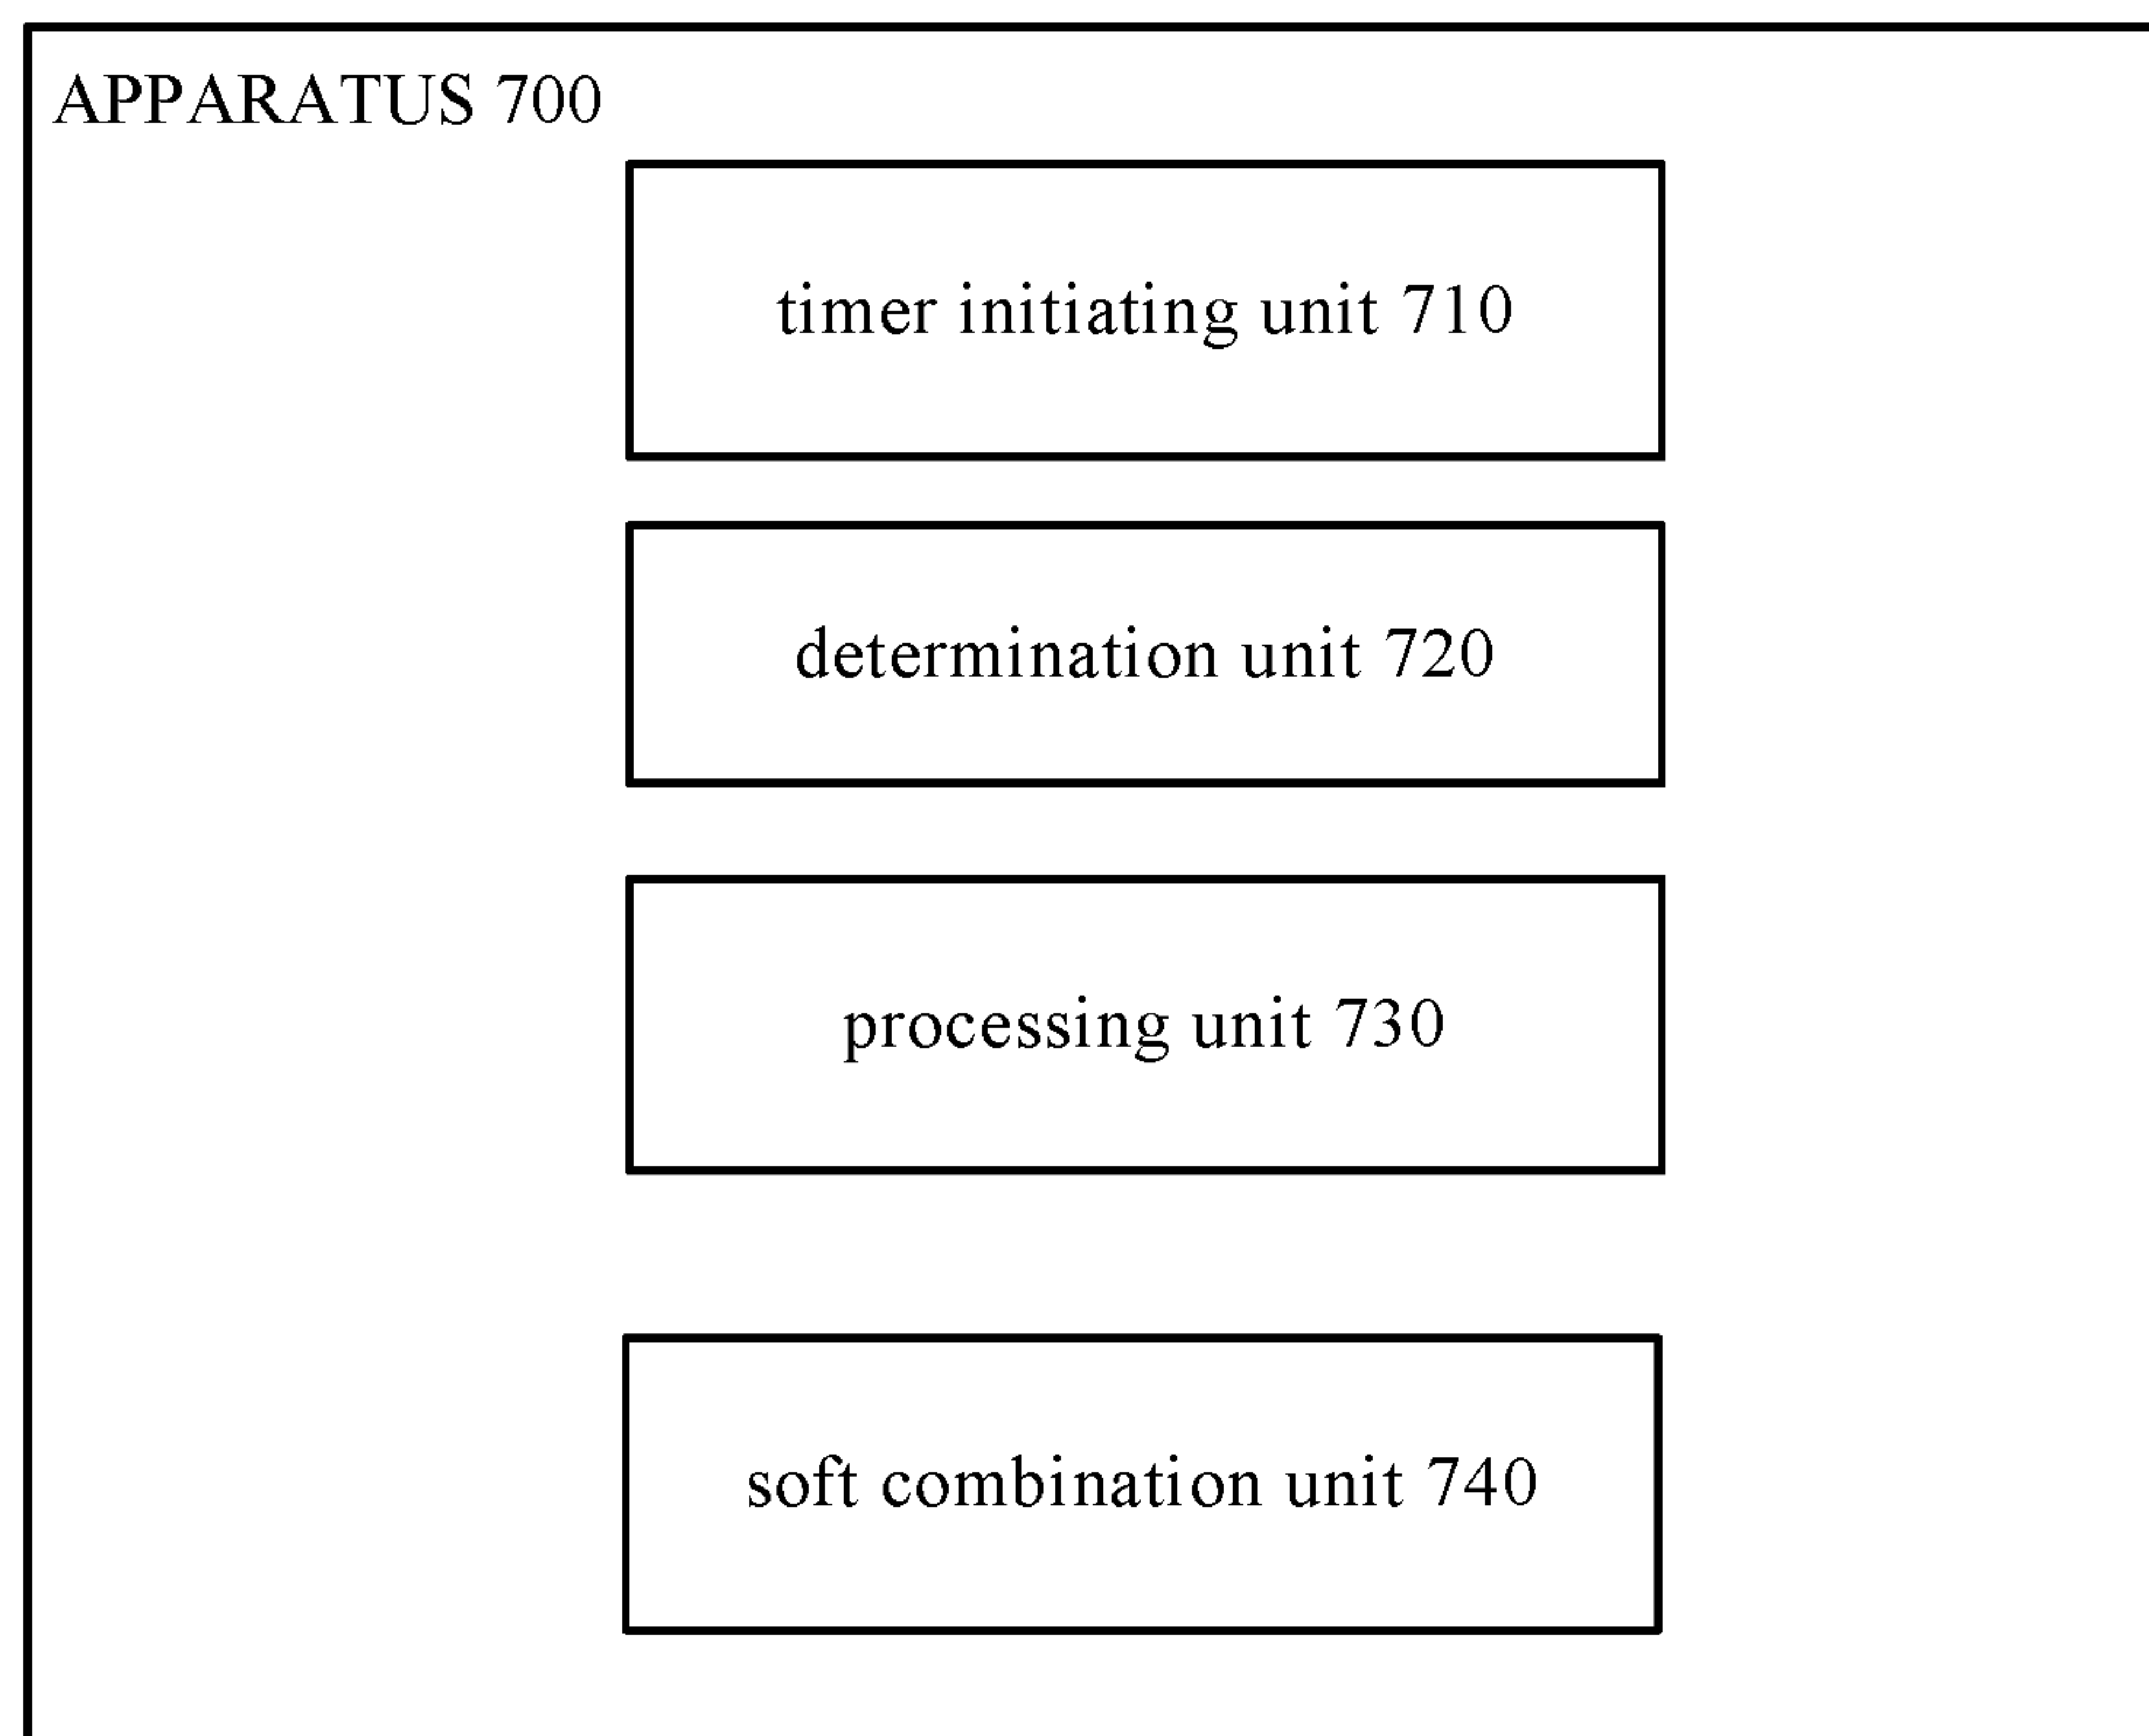 APPARATUS 700
timer initiating unit 710
determination unit 720
processing unit 730
soft combination unit 740